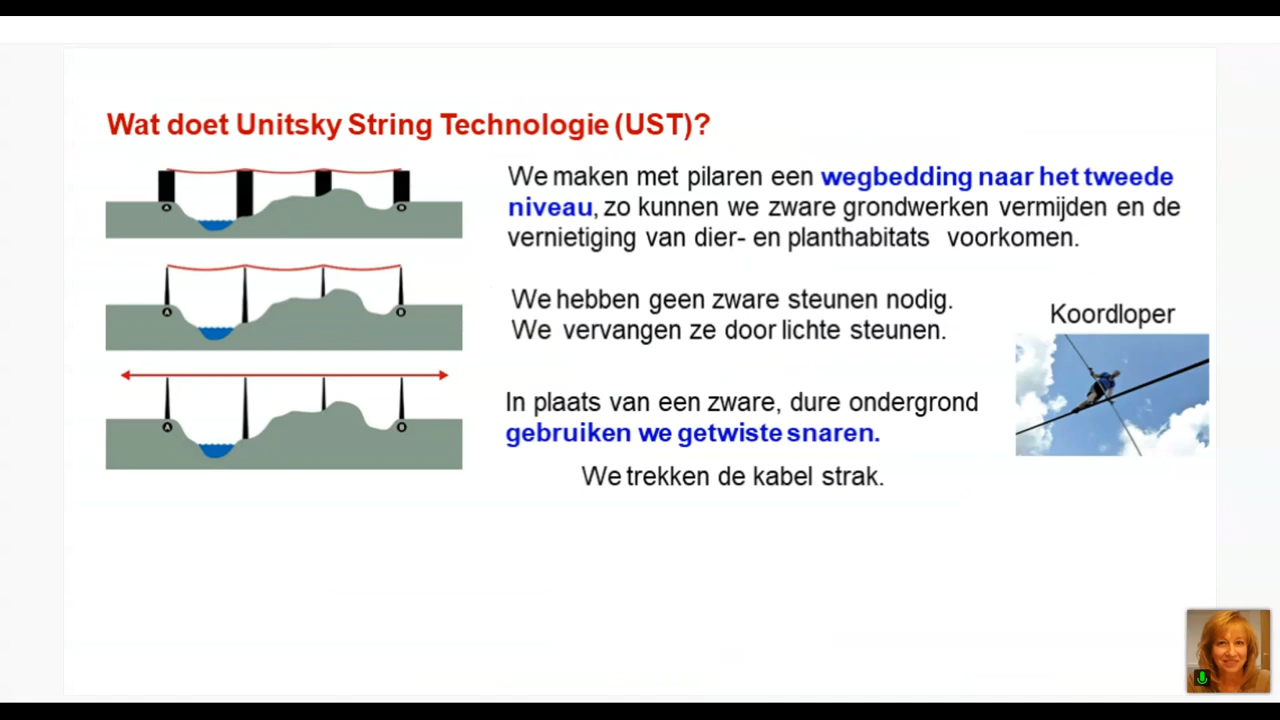 Wat doet Unitsky String Technologie (UST)?
We maken met pilaren een wegbedding naar het tweede
niveau, zo kunnen we zware grondwerken vermijden en de
vernietiging van dier- en planthabitats voorkomen.
We hebben geen zware steunen nodig.
We vervangen ze door lichte steunen.
Koordloper
In plaats van een zware, dure ondergrond
gebruiken we getwiste snaren.
We trekken de kabel strak.